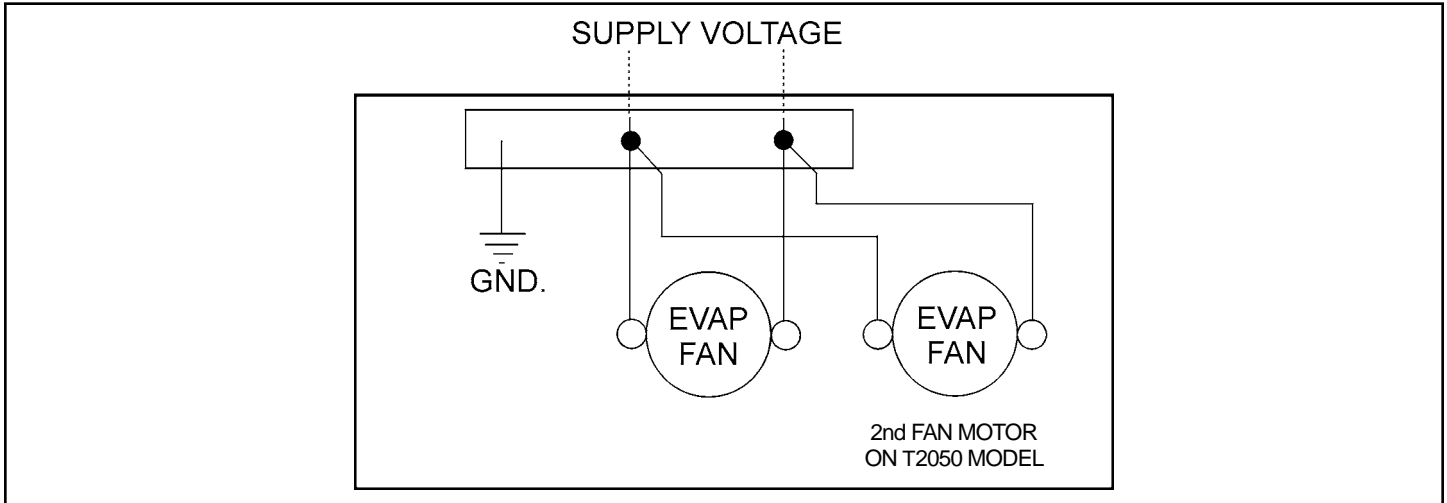 SUPPLY VOLTAGE
GND.
EVAP
FAN
EVAP
FAN
2nd FAN MOTOR
ON T2050 MODEL